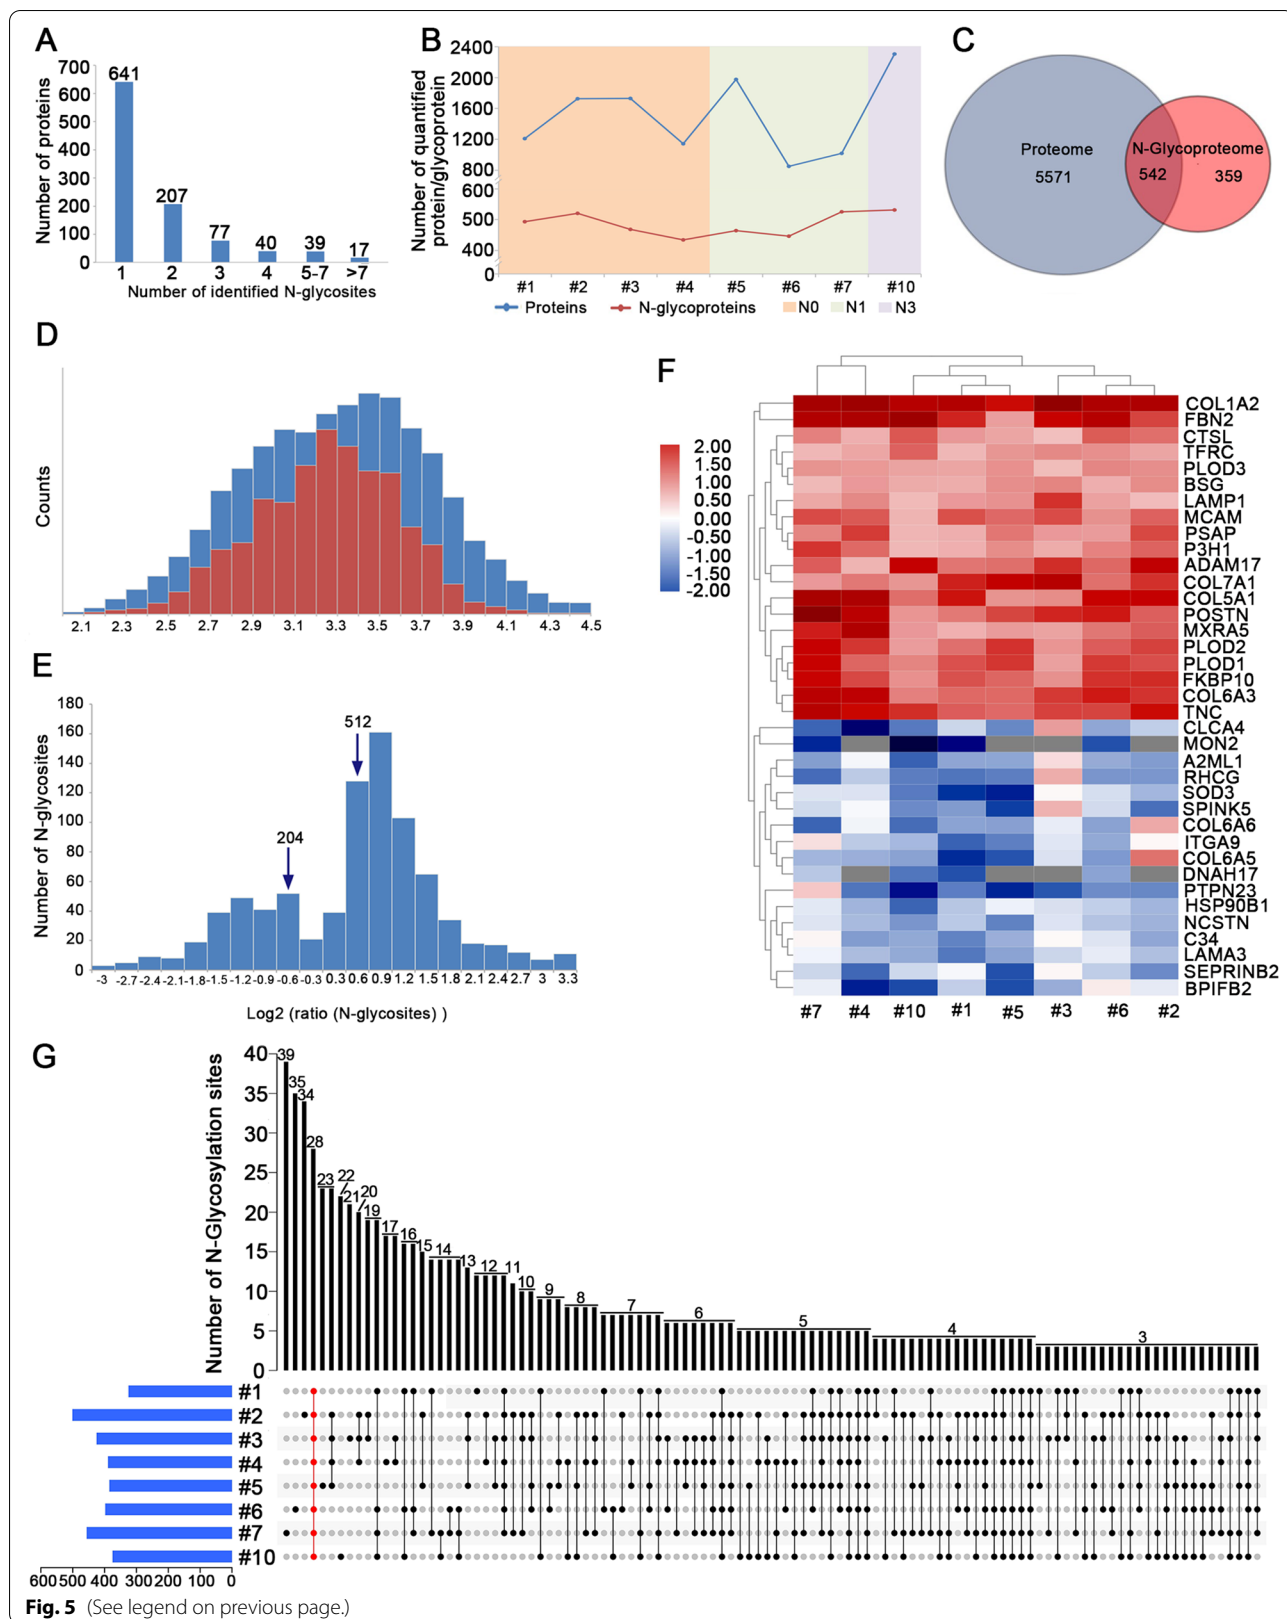 A
Number of proteins
700
600
500
400
300
200
100
0
641
207
77
40
39
17
1 2 3 4 5-7 >7
Number of identified N-glycosites
B
Number of quantified
protein/glycoprotein
2400
2000
1600
1200
800
600
500
400
0
#1 #2 #3 #4 #5 #6 #7 #10
Proteins N-glycoproteins N0 N1 N3
C
Proteome
5571
N-Glycoproteome
542
359
D
Counts
2.1 2.3 2.5 2.7 2.9 3.1 3.3 3.5 3.7 3.9 4.1 4.3 4.5
E
Number of N-glycosites
180
160
140
120
100
80
60
40
20
0
512
204
-3 -2.7 -2.4 -2.1 -1.8 -1.5 -1.2 -0.9 -0.6 -0.3 0.3 0.6 0.9 1.2 1.5 1.8 2.1 2.4 2.7 3 3.3
Log2 (ratio (N-glycosites) )
F
2.00
1.50
1.00
0.50
0.00
-0.50
-1.00
-1.50
-2.00
COL1A2
FBN2
CTSL
TFRC
PLOD3
BSG
LAMP1
MCAM
PSAP
P3H1
ADAM17
COL7A1
COL5A1
POSTN
MXRA5
PLOD2
PLOD1
FKBP10
COL6A3
TNC
CLCA4
MON2
A2ML1
RHCG
SOD3
SPINK5
COL6A6
ITGA9
COL6A5
DNAH17
PTPN23
HSP90B1
NCSTN
C34
LAMA3
SEPRINB2
BPIFB2
#7 #4 #10 #1 #5 #3 #6 #2
G
Number of N-Glycosylation sites
40
35
30
25
20
15
10
5
0
39
35
34
28
23
22
21
20
19
17
16
15
14
13
12
11
10
9
8
7
6
5
4
3
#1
#2
#3
#4
#5
#6
#7
#10
600 500 400 300 200 100 0
Fig. 5 (See legend on previous page.)